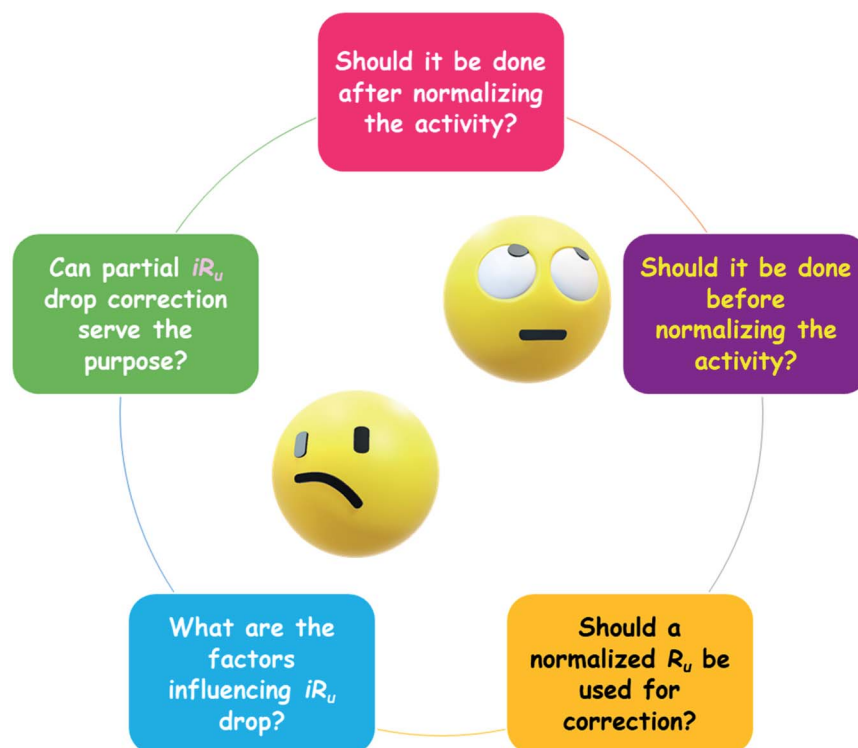 Should it be done
after normalizing
the activity?
Should it be done
before
normalizing the
activity?
Should a
normalized Ru be
used for
correction?
What are the
factors
influencing iRu
drop?
Can partial iRu
drop correction
serve the
purpose?